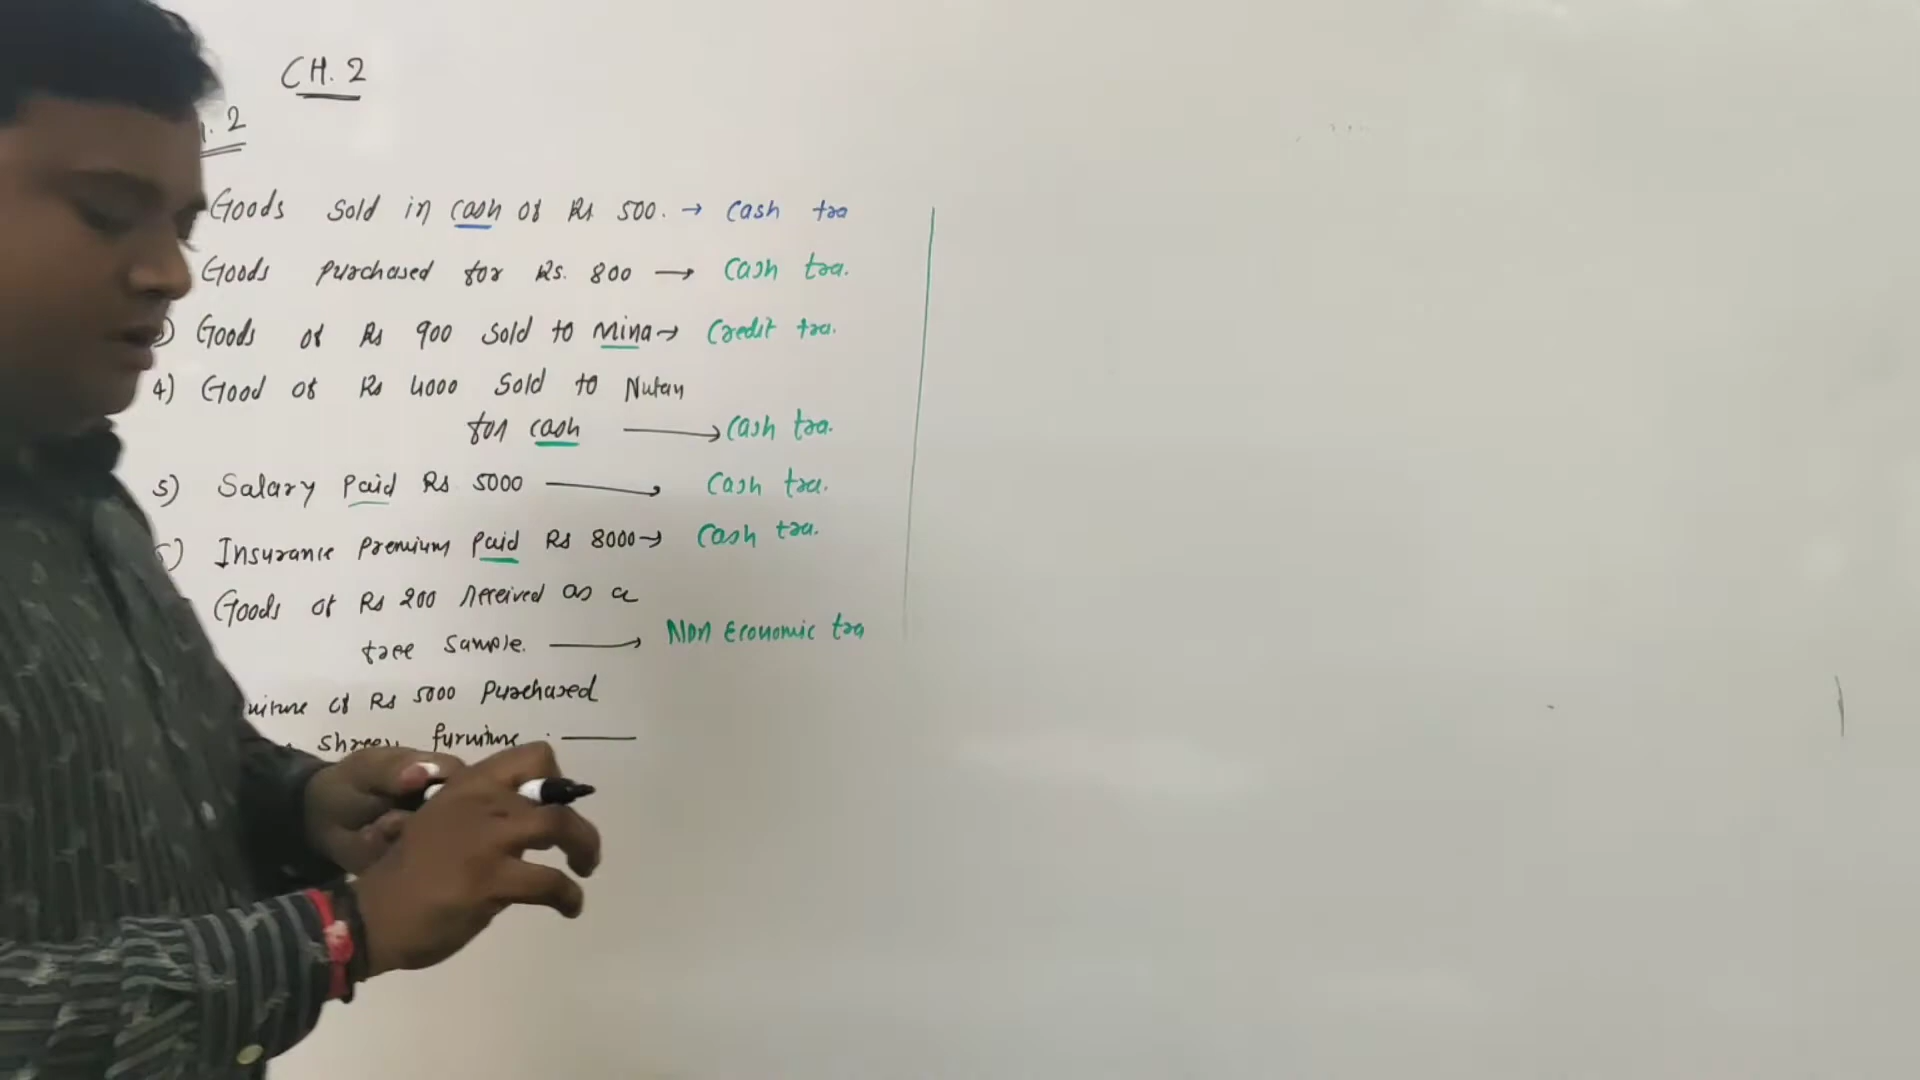 CH. 2
. 2
Goods Sold in cash of Rs 500. → Cash tra
Goods purchased for Rs. 800 → Cash tra.
) Goods of Rs 900 Sold to Mina → Credit tra.
4) Good of Rs 4000 Sold to Nutan
for cash → Cash tra.
5) Salary Paid Rs 5000 → Cash tra.
) Insurance Premium Paid Rs 8000 → Cash tra.
Goods of Rs 200 received as a
free Sample. → Non Economic tra
of Rs 5000 Purchased
furniture